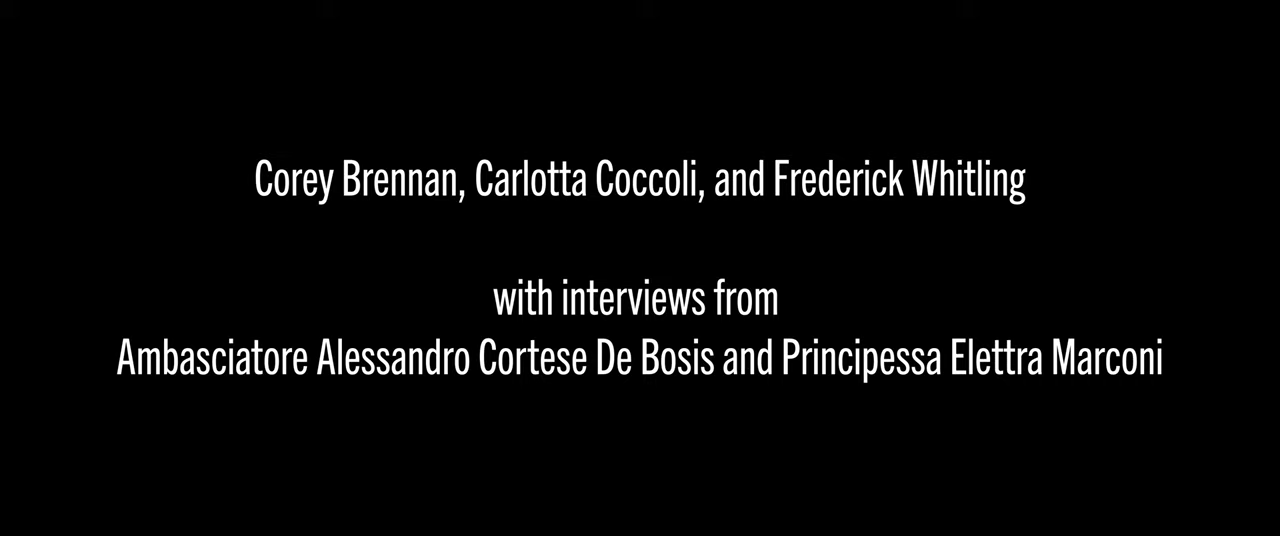 Corey Brennan, Carlotta Coccoli, and Frederick Whitling
with interviews from
Ambasciatore Alessandro Cortese De Bosis and Principessa Elettra Marconi